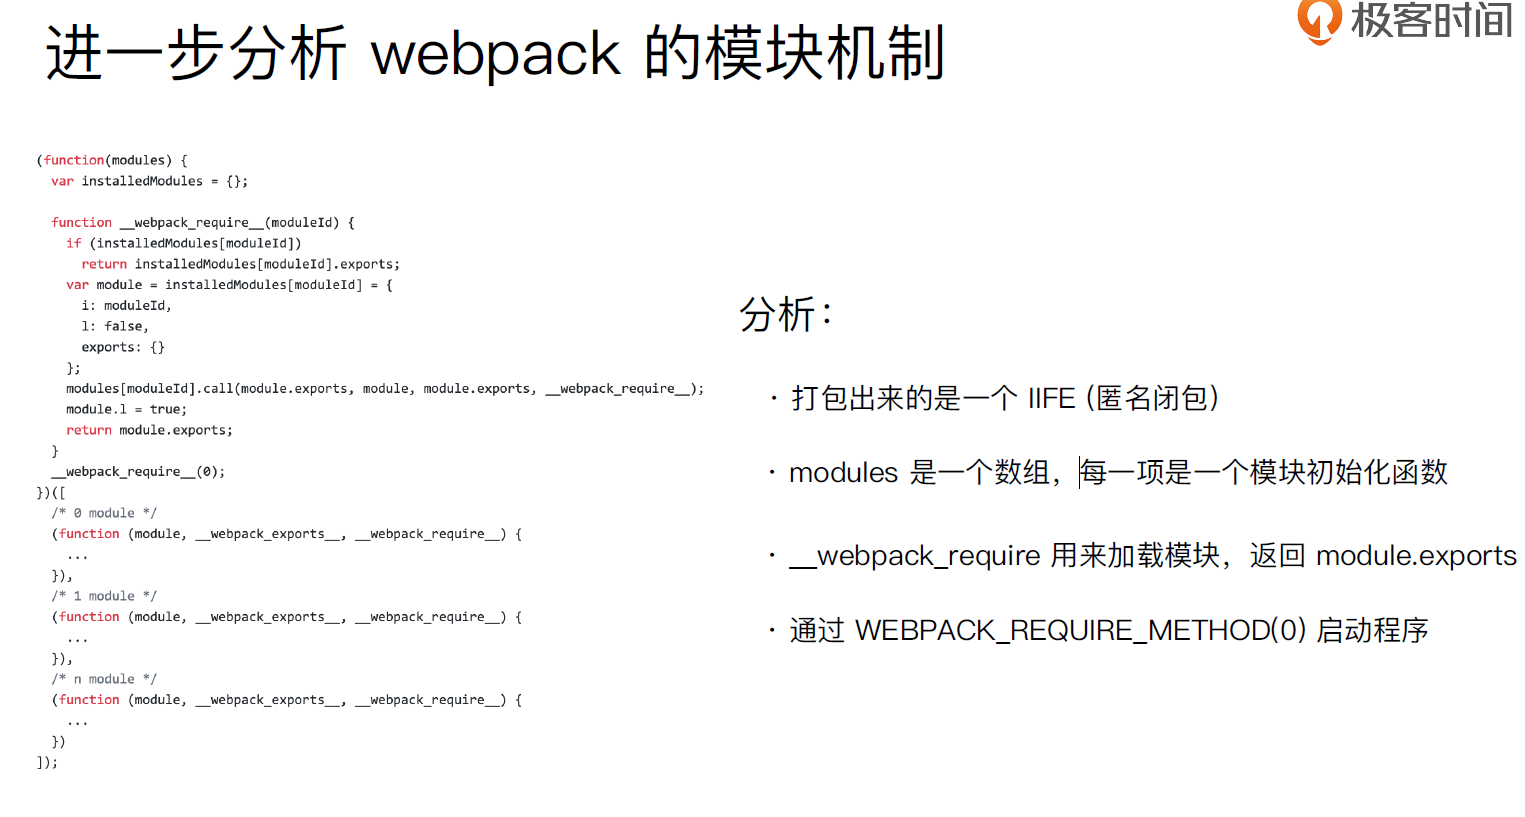 进一步分析 webpack 的模块机制
极客时间
(function(modules) {
  var installedModules = {};
  function __webpack_require__(moduleId) {
    if (installedModules[moduleId])
      return installedModules[moduleId].exports;
    var module = installedModules[moduleId] = {
      i: moduleId,
      l: false,
      exports: {}
    };
    modules[moduleId].call(module.exports, module, module.exports, __webpack_require__);
    module.l = true;
    return module.exports;
  }
  __webpack_require__(0);
})([
  /* 0 module */
  (function (module, __webpack_exports__, __webpack_require__) {
    ...
  }),
  /* 1 module */
  (function (module, __webpack_exports__, __webpack_require__) {
    ...
  }),
  /* n module */
  (function (module, __webpack_exports__, __webpack_require__) {
    ...
  })
]);
分析：
· 打包出来的是一个 IIFE (匿名闭包)
· modules 是一个数组，每一项是一个模块初始化函数
· __webpack_require 用来加载模块，返回 module.exports
· 通过 WEBPACK_REQUIRE_METHOD(0) 启动程序